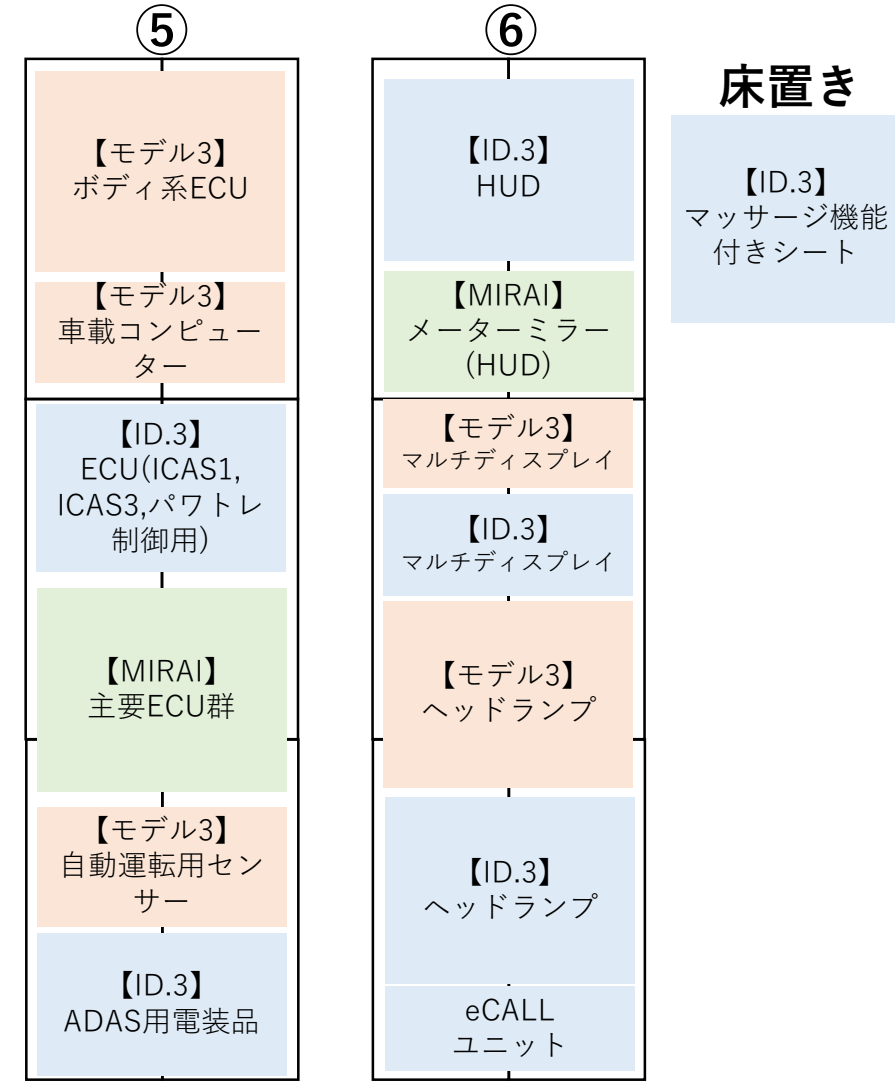 ⑤
【モデル3】
ボディ系ECU
【モデル3】
車載コンピュー
ター
【ID.3】
ECU(ICAS1,
ICAS3,パワトレ
制御用)
【MIRAI】
主要ECU群
【モデル3】
自動運転用セン
サー
【ID.3】
ADAS用電装品
⑥
【ID.3】
HUD
【MIRAI】
メーターミラー
(HUD)
【モデル3】
マルチディスプレイ
【ID.3】
マルチディスプレイ
【モデル3】
ヘッドランプ
【ID.3】
ヘッドランプ
eCALL
ユニット
床置き
【ID.3】
マッサージ機能
付きシート